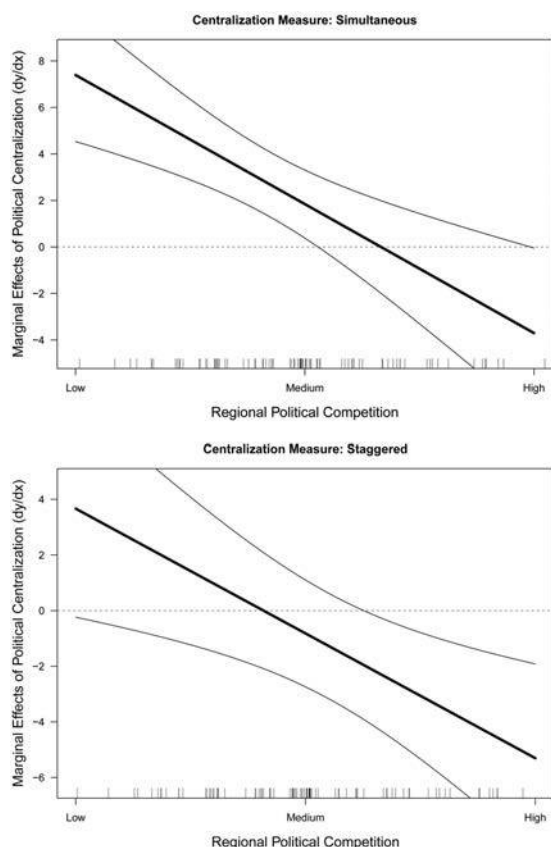 Centralization Measure: Simultaneous
Marginal Effects of Political Centralization (dy/dx)
8
6
4
2
0
−2
−4
Low Medium High
Regional Political Competition
Centralization Measure: Staggered
Marginal Effects of Political Centralization (dy/dx)
4
2
0
−2
−4
−6
Low Medium High
Regional Political Competition